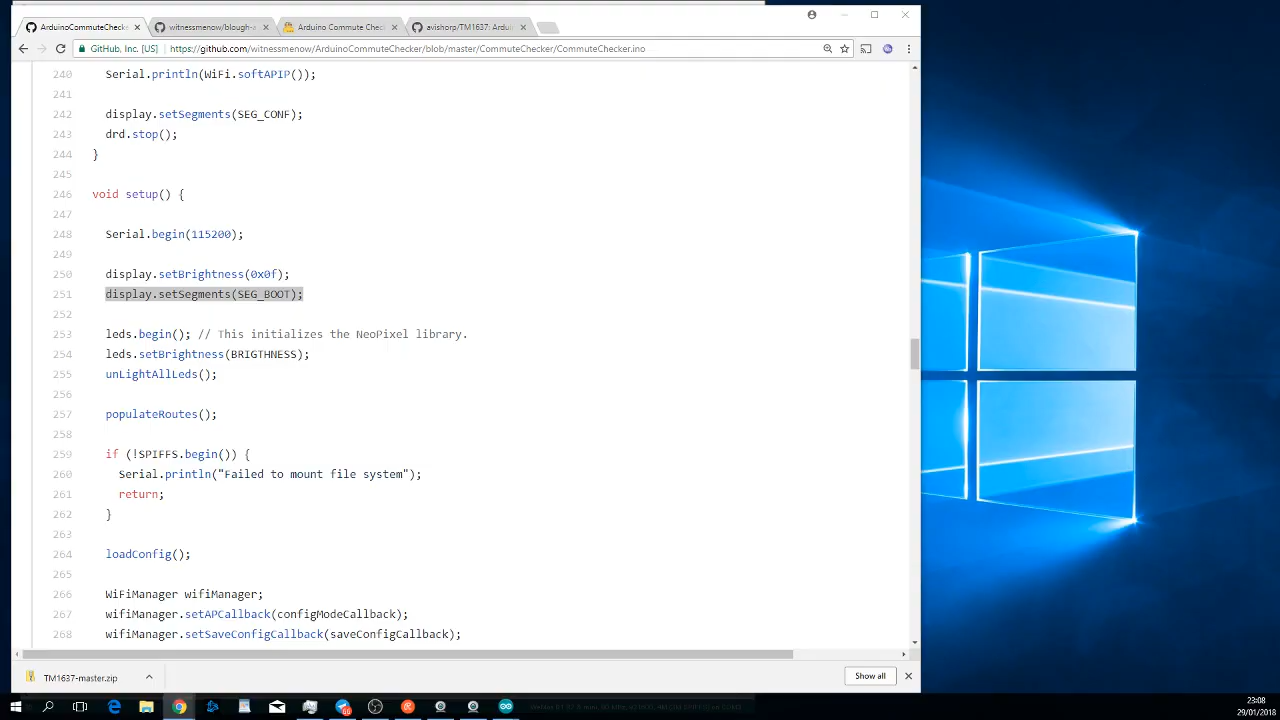 ArduinoCommute-
witnessmenow/blough-a
Arduino Commute Check
avishorp/TM1637: Ardui
GitHub, Inc. [US]
https://github.com/witnessmenow/ArduinoCommuteChecker/blob/master/CommuteChecker/CommuteChecker.ino
240 Serial.println(WiFi.softAPIP());
241
242 display.setSegments(SEG_CONF);
243 drd.stop();
244 }
245
246 void setup() {
247
248 Serial.begin(115200);
249
250 display.setBrightness(0x0f);
251 display.setSegments(SEG_BOOT);
252
253 leds.begin(); // This initializes the NeoPixel library.
254 leds.setBrightness(BRIGTHNESS);
255 unLightAllLeds();
256
257 populateRoutes();
258
259 if (!SPIFFS.begin()) {
260 Serial.println("Failed to mount file system");
261 return;
262 }
263
264 loadConfig();
265
266 WiFiManager wifiManager;
267 wifiManager.setAPCallback(configModeCallback);
268 wifiManager.setSaveConfigCallback(saveConfigCallback);
TM1637-master.zip
Show all
23:08
29/01/2018